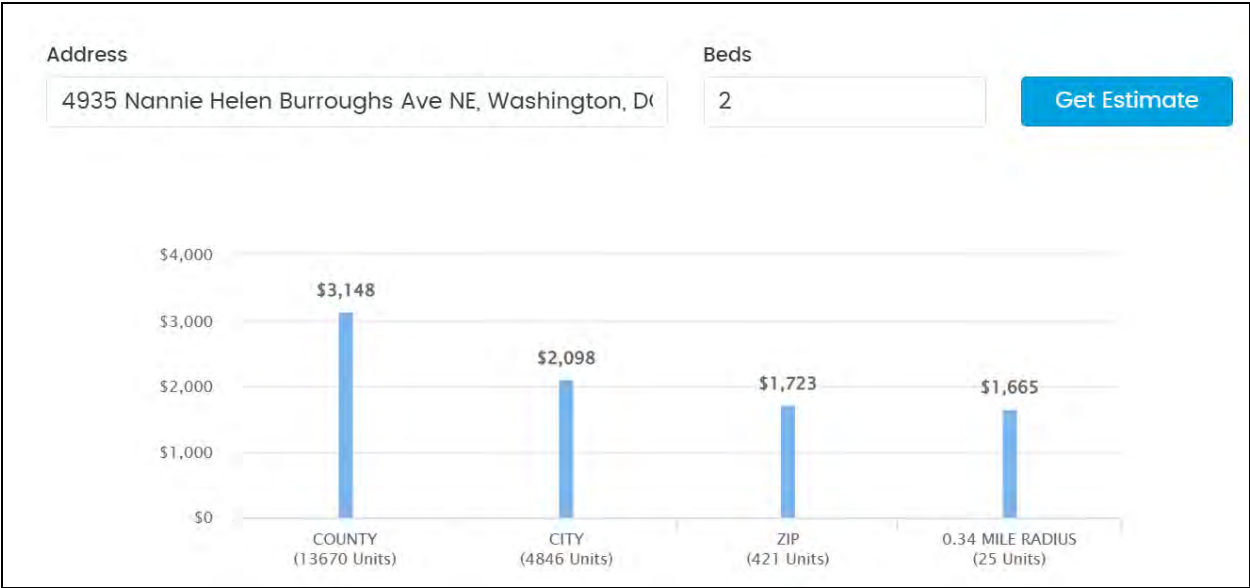 Address
Beds
4935 Nannie Helen Burroughs Ave NE, Washington, D(
2
Get Estimate
$4,000
$3,148
$3,000
$2,098
$2,000
$1,723
$1,665
$1,000
$0
COUNTY
(13670 Units)
CITY
(4846 Units)
ZIP
(421 Units)
0.34 MILE RADIUS
(25 Units)